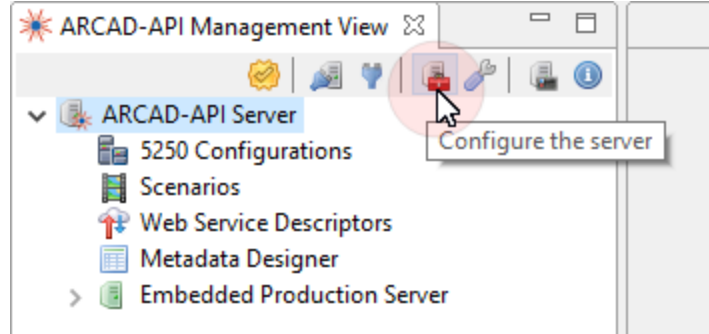 ARCAD-API Management View
ARCAD-API Server
Configure the server
5250 Configurations
Scenarios
Web Service Descriptors
Metadata Designer
Embedded Production Server